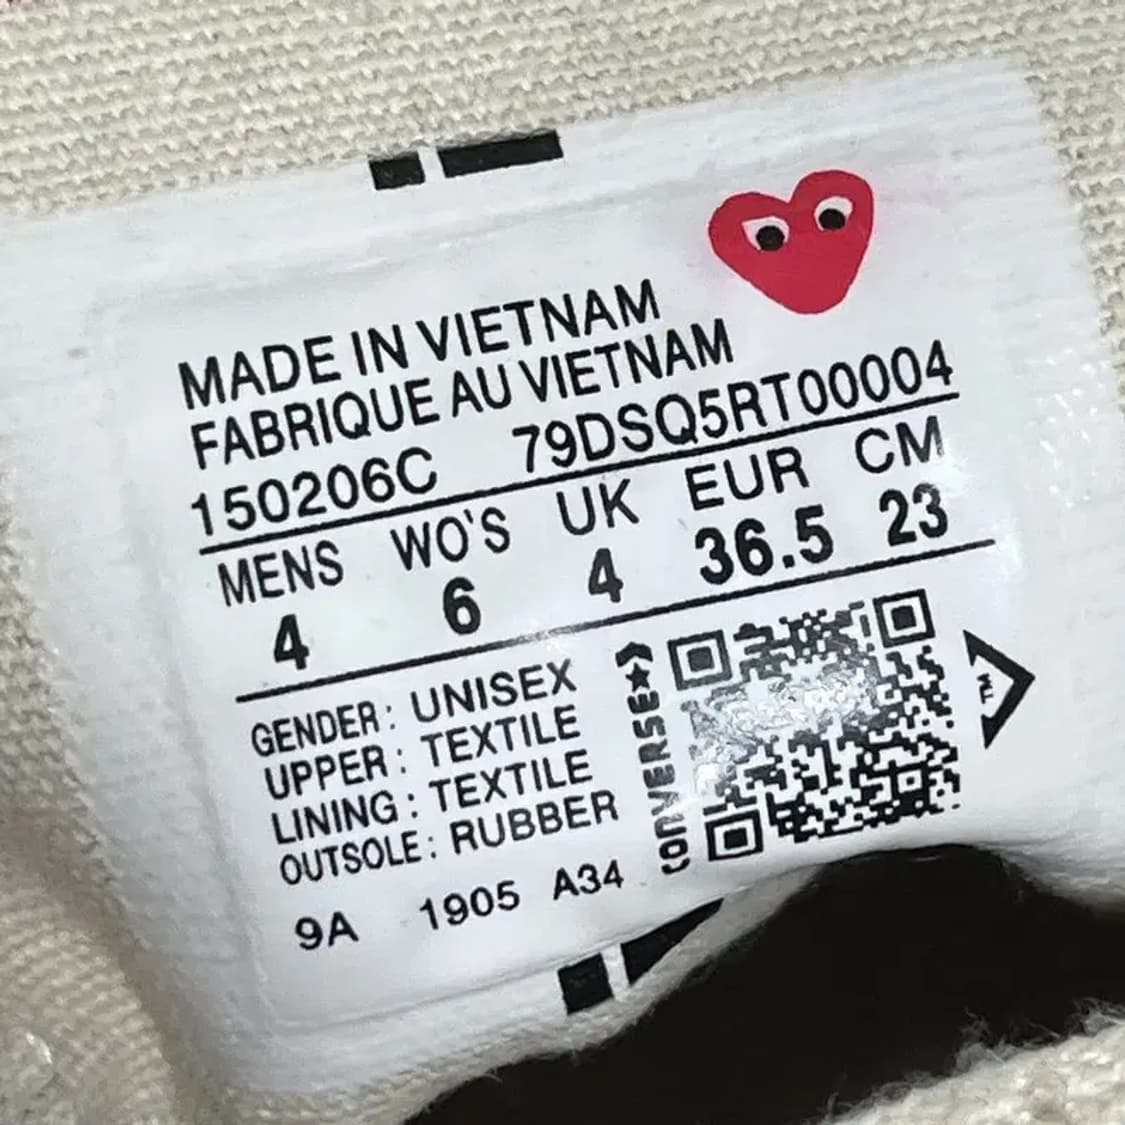 MADE IN VIETNAM
FABRIQUE AU VIETNAM
150206C 79DSQ5RT00004
MENS WO'S UK EUR CM
4 6 4 36.5 23
GENDER: UNISEX
UPPER: TEXTILE
LINING: TEXTILE
OUTSOLE: RUBBER
9A 1905 A34
CONVERSE